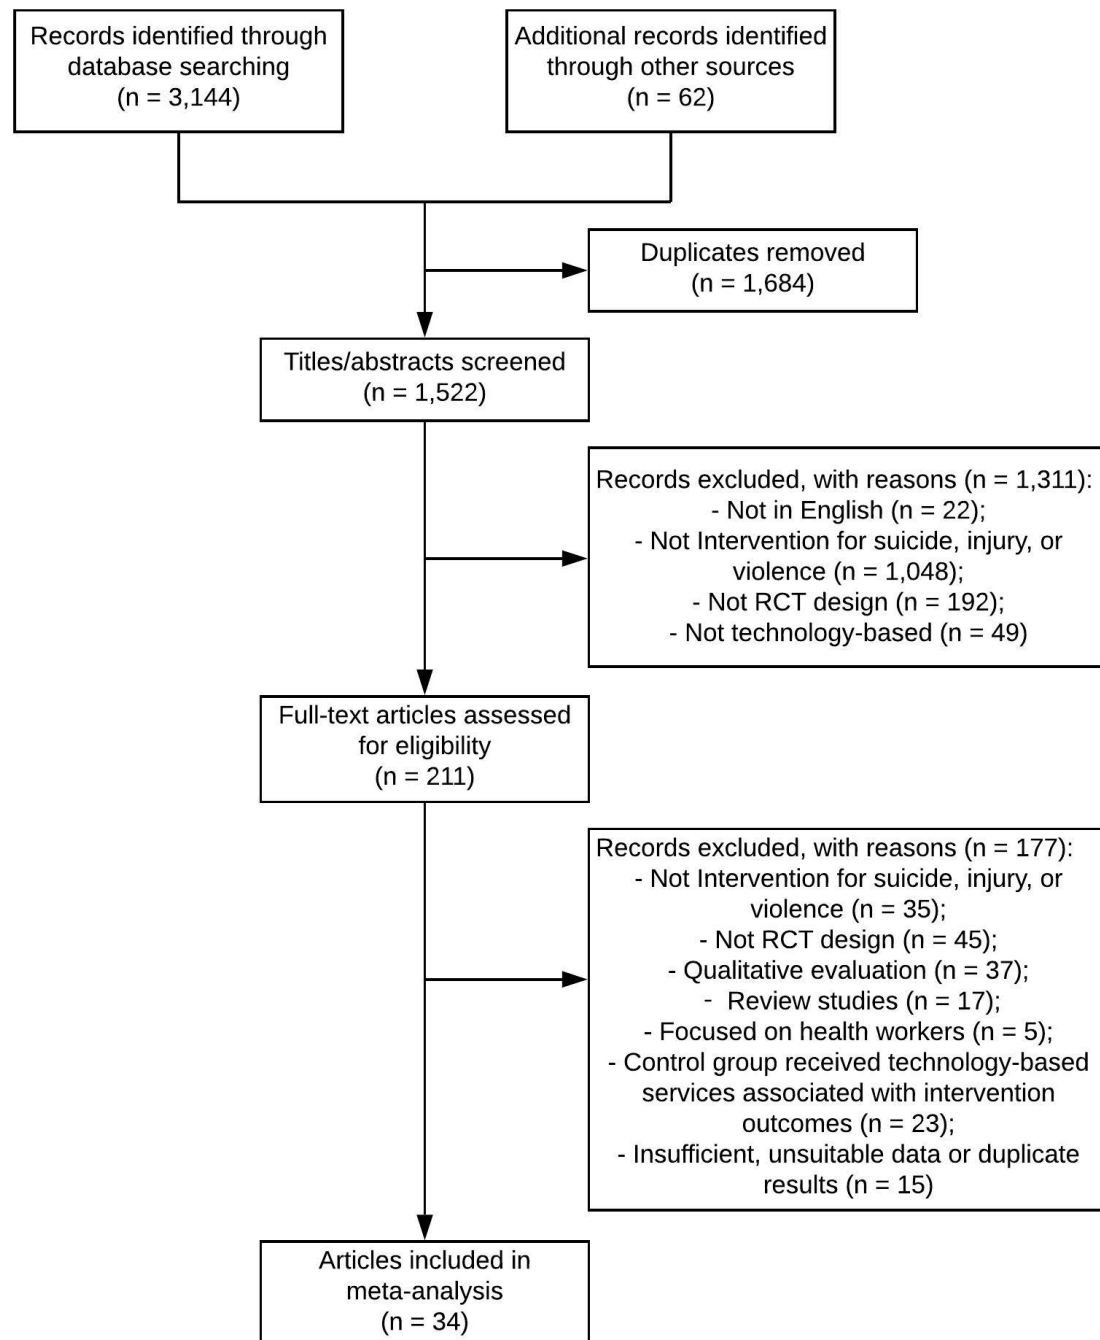 Records identified through
database searching
(n = 3,144)
Additional records identified
through other sources
(n = 62)
Duplicates removed
(n = 1,684)
Titles/abstracts screened
(n = 1,522)
Records excluded, with reasons (n = 1,311):
- Not in English (n = 22);
- Not Intervention for suicide, injury, or
violence (n = 1,048);
- Not RCT design (n = 192);
- Not technology-based (n = 49)
Full-text articles assessed
for eligibility
(n = 211)
Records excluded, with reasons (n = 177):
- Not Intervention for suicide, injury, or
violence (n = 35);
- Not RCT design (n = 45);
- Qualitative evaluation (n = 37);
- Review studies (n = 17);
- Focused on health workers (n = 5);
- Control group received technology-based
services associated with intervention
outcomes (n = 23);
- Insufficient, unsuitable data or duplicate
results (n = 15)
Articles included in
meta-analysis
(n = 34)